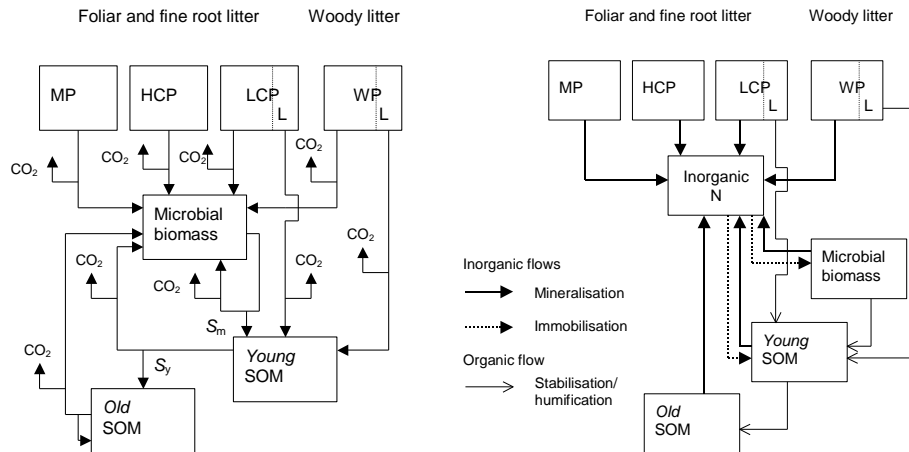 Foliar and fine root litter
Woody litter
MP
HCP
LCP
L
WP
L
CO₂
CO₂
CO₂
CO₂
Microbial
biomass
CO₂
CO₂
CO₂
CO₂
Sm
Sy
CO₂
Young
SOM
Old
SOM
Foliar and fine root litter
Woody litter
MP
HCP
LCP
L
WP
L
Inorganic
N
Microbial
biomass
Inorganic flows
Mineralisation
Immobilisation
Organic flow
Stabilisation/
humification
Young
SOM
Old
SOM